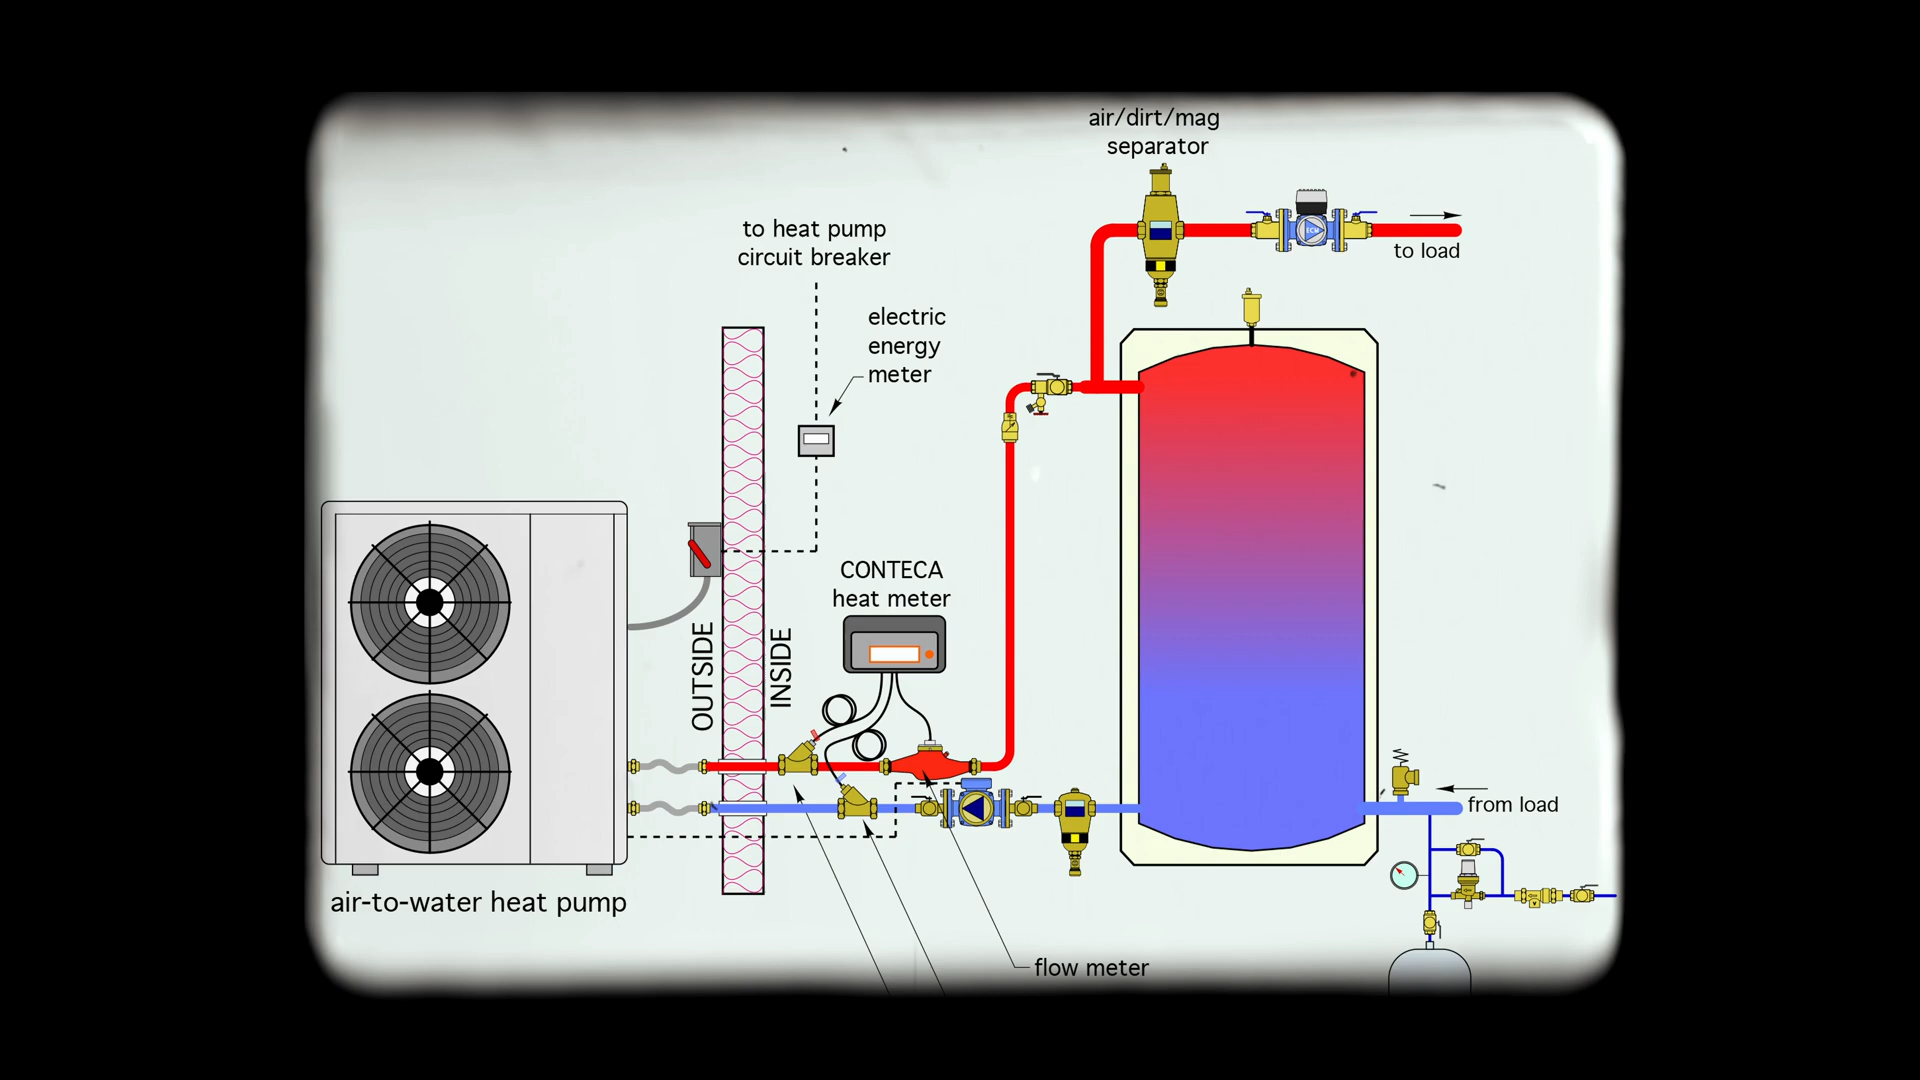 air/dirt/mag
separator
to heat pump
circuit breaker
ECM
to load
electric
energy
meter
CONTECA
heat meter
OUTSIDE
INSIDE
from load
air-to-water heat pump
flow meter